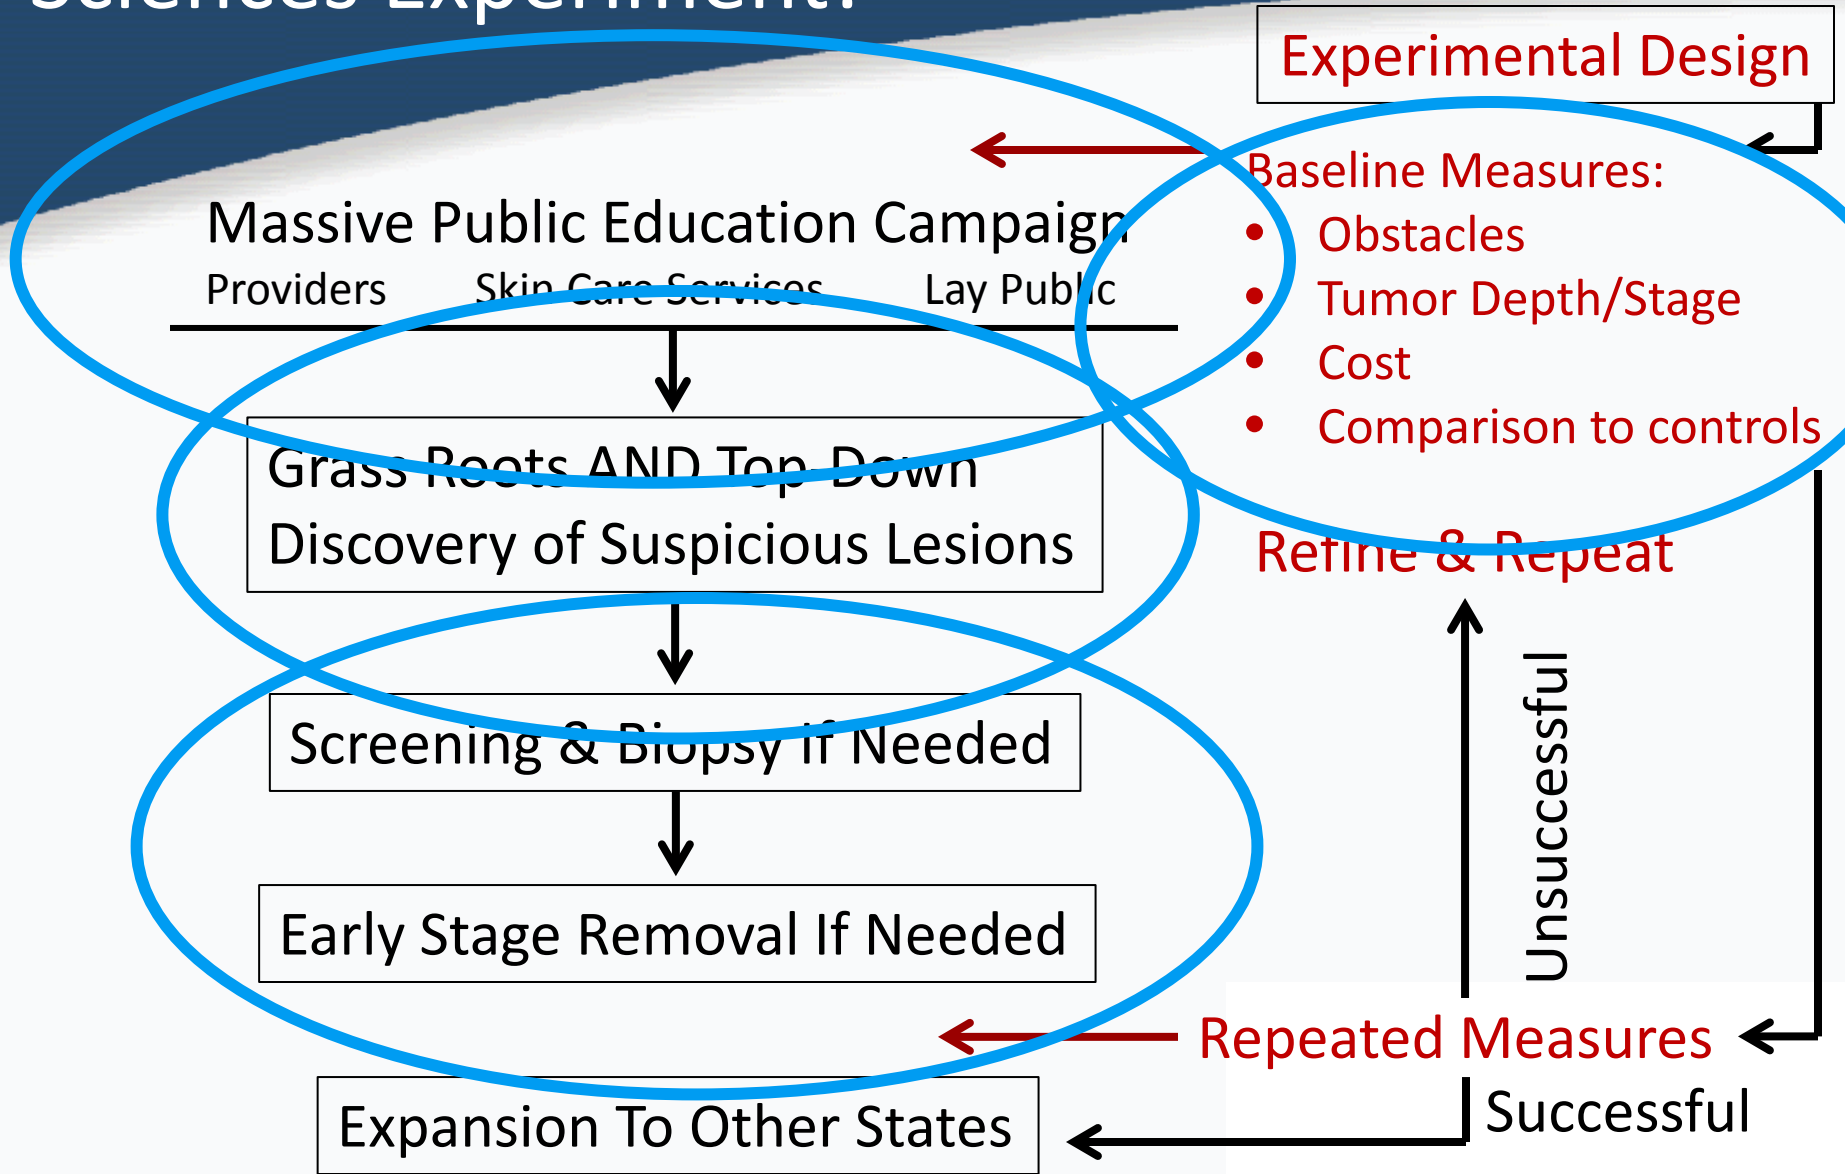 Sciences Experiment:
Experimental Design
Baseline Measures:
• Obstacles
• Tumor Depth/Stage
• Cost
• Comparison to controls
Massive Public Education Campaign
Providers Skin Care Services Lay Public
Grass Roots AND Top-Down
Discovery of Suspicious Lesions
Refine & Repeat
Screening & Biopsy If Needed
Unsuccessful
Early Stage Removal If Needed
Repeated Measures
Successful
Expansion To Other States